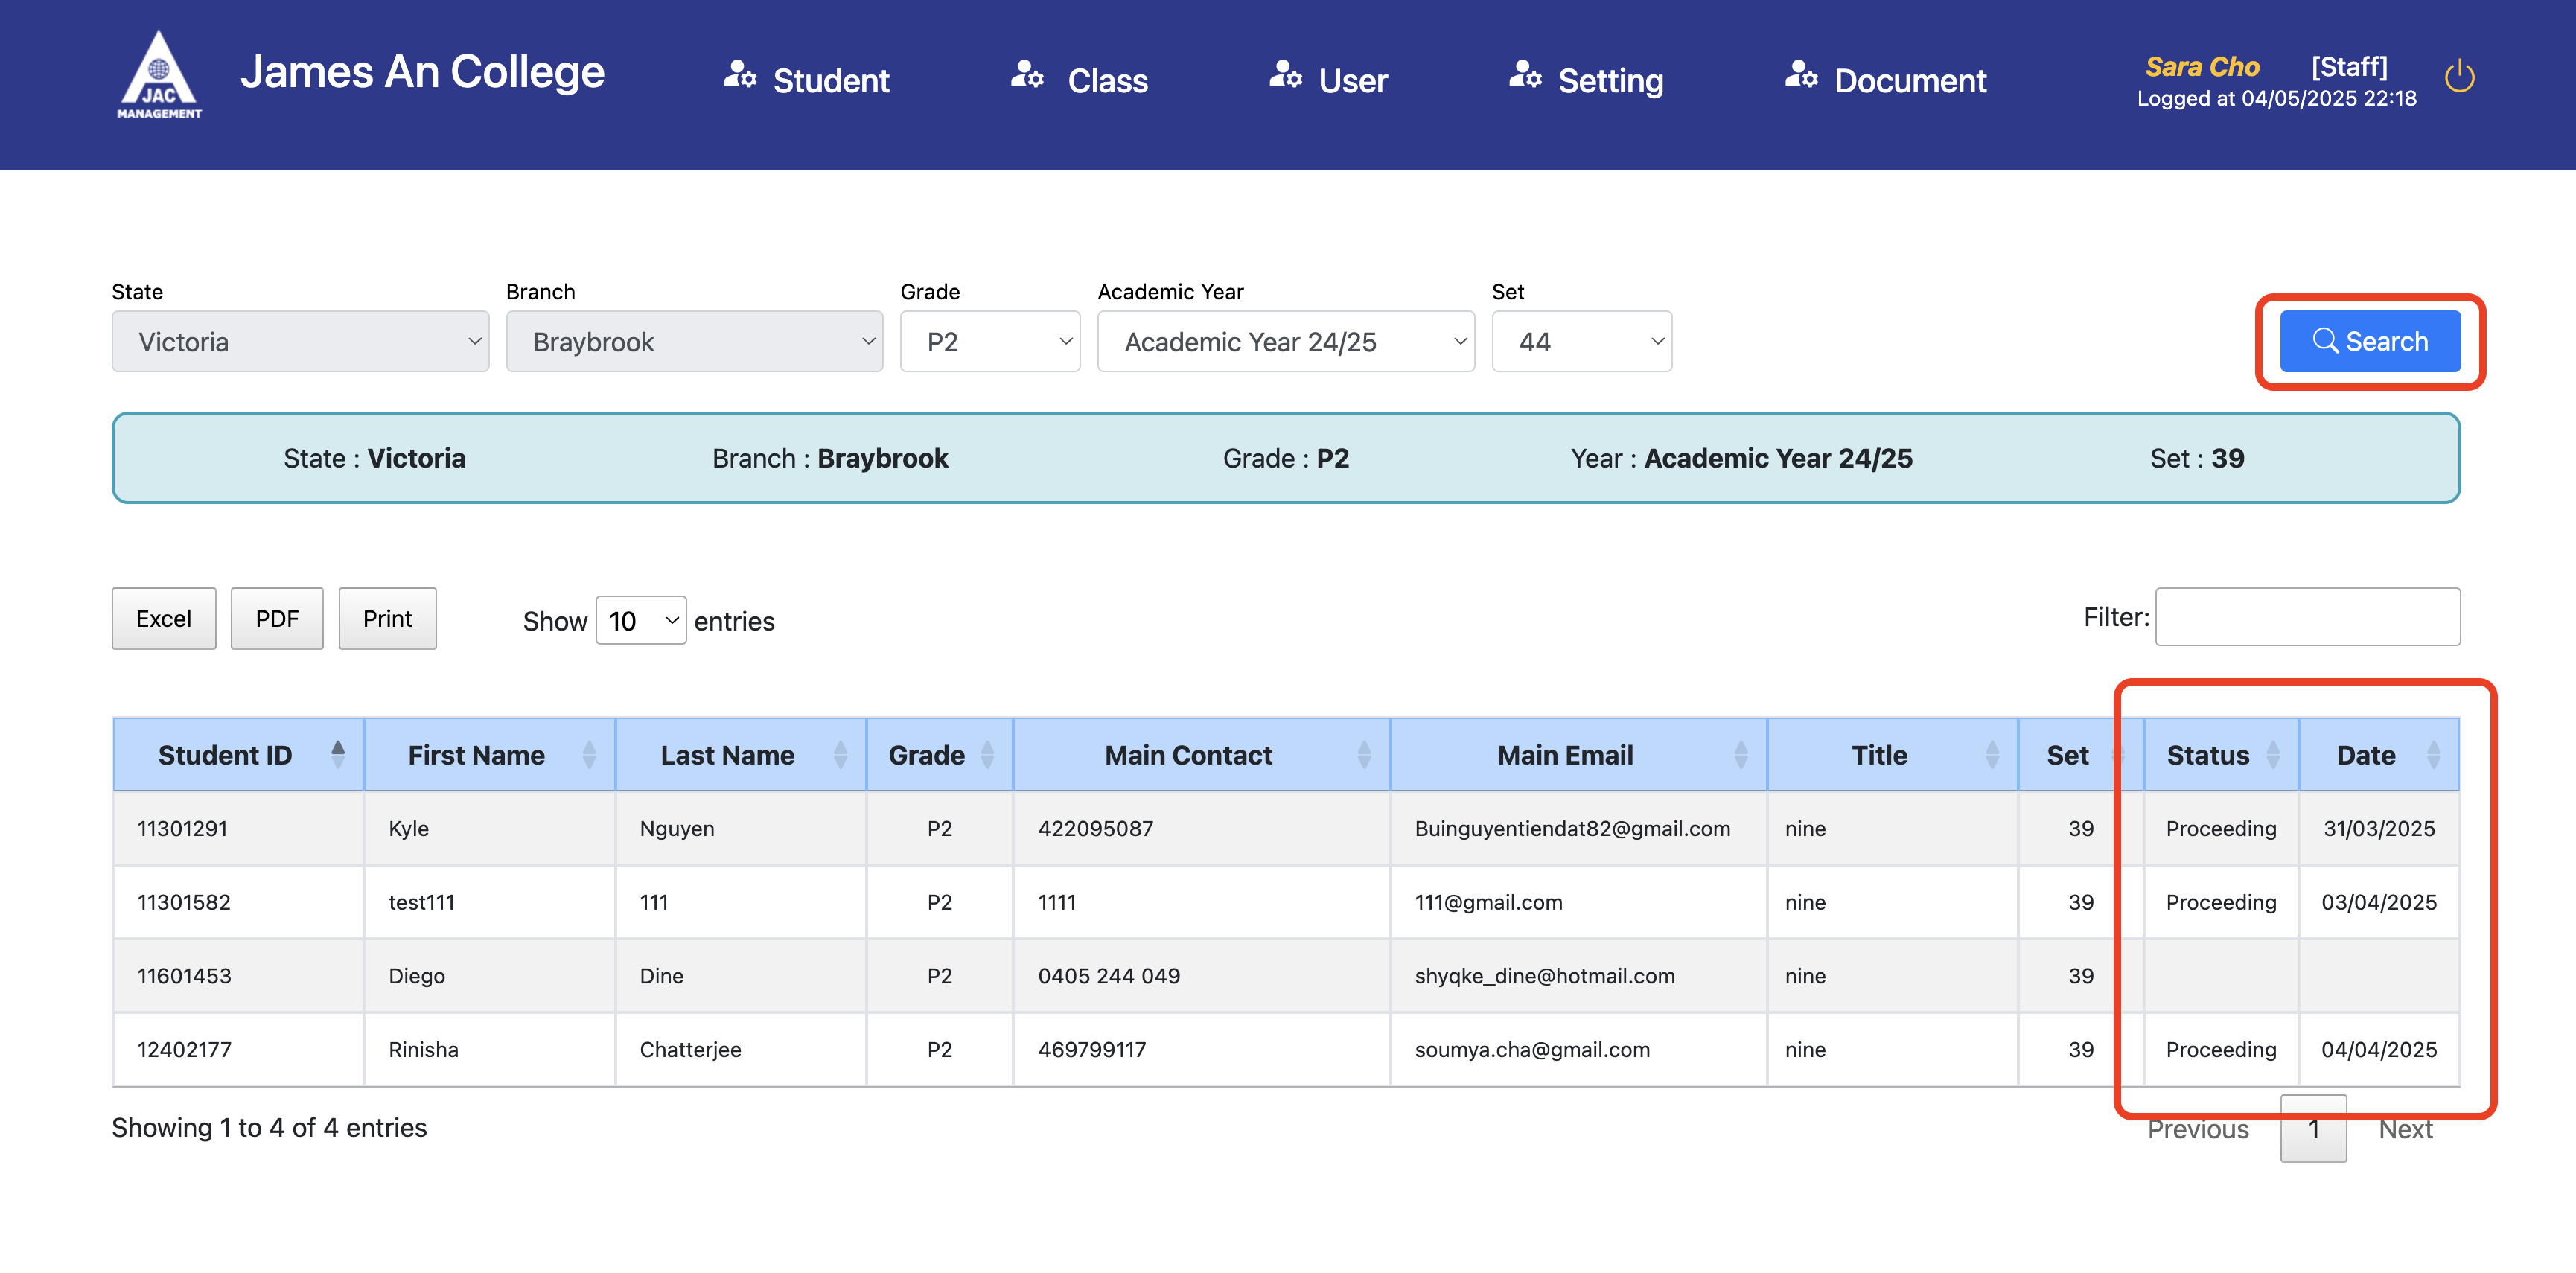 JAC
MANAGEMENT
James An College
Student
Class
User
Setting
Document
Sara Cho [Staff]
Logged at 04/05/2025 22:18
State Branch Grade Academic Year Set
Victoria Braybrook P2 Academic Year 24/25 44 Search
State : Victoria Branch : Braybrook Grade : P2 Year : Academic Year 24/25 Set : 39
Excel PDF Print Show 10 entries Filter:
Student ID First Name Last Name Grade Main Contact Main Email Title Set Status Date
11301291 Kyle Nguyen P2 422095087 Buinguyentiendat82@gmail.com nine 39 Proceeding 31/03/2025
11301582 test111 111 P2 1111 111@gmail.com nine 39 Proceeding 03/04/2025
11601453 Diego Dine P2 0405 244 049 shyqke_dine@hotmail.com nine 39
12402177 Rinisha Chatterjee P2 469799117 soumya.cha@gmail.com nine 39 Proceeding 04/04/2025
Showing 1 to 4 of 4 entries Previous 1 Next